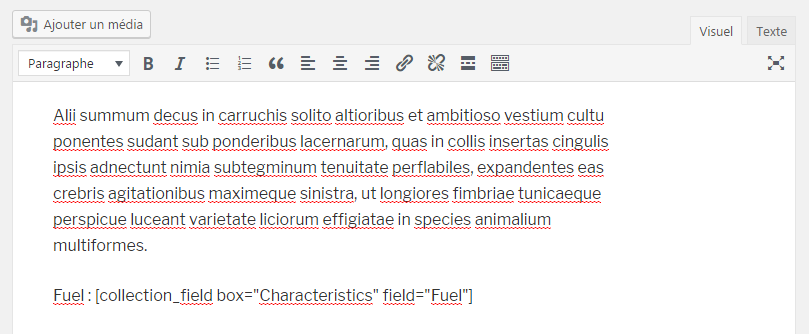 Ajouter un média
Visuel Texte
Paragraphe B I
Alii summum decus in carruchis solito altioribus et ambitioso vestium cultu
ponentes sudant sub ponderibus lacernarum, quas in collis insertas cingulis
ipsis adnectunt nimia subtegminum tenuitate perflabiles, expandentes eas
crebris agitationibus maximeque sinistra, ut longiores fimbriae tunicaeque
perspicue luceant varietate liciorum effigiatae in species animalium
multiformes.
Fuel : [collection_field box="Characteristics" field="Fuel"]